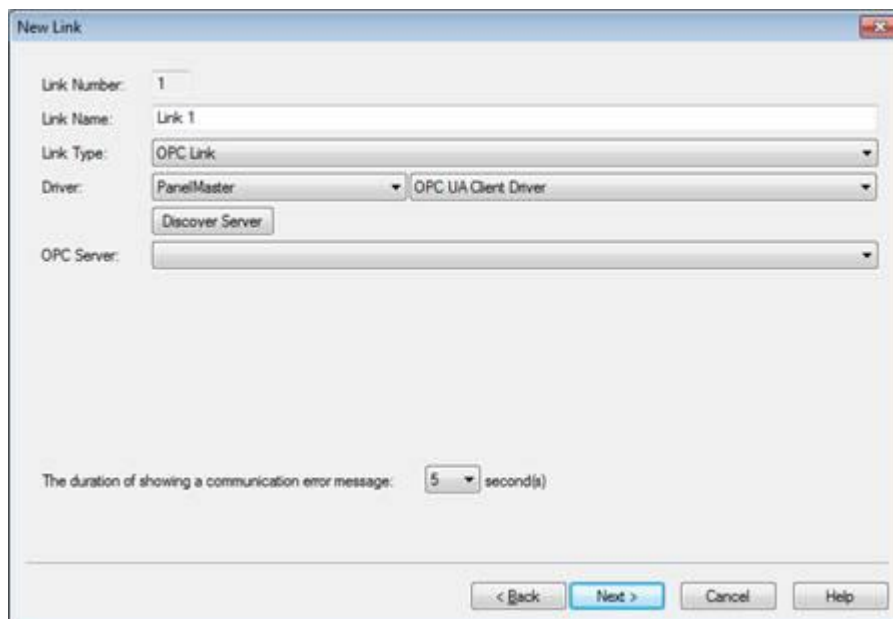 New Link
Link Number: 1
Link Name: Link 1
Link Type: OPC Link
Driver: PanelMaster OPC UA Client Driver
Discover Server
OPC Server:
The duration of showing a communication error message: 5 second(s)
< Back Next > Cancel Help